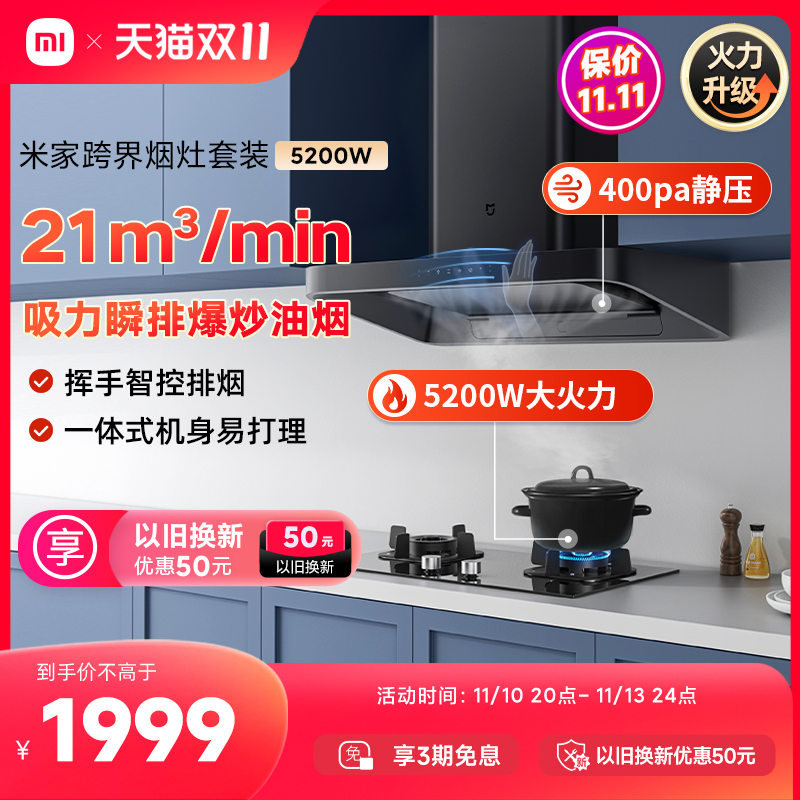 mi × 天猫双11
保价
11.11
火力
升级
米家跨界烟灶套装 5200W
400pa静压
21m³/min
吸力瞬排爆炒油烟
挥手智控排烟
5200W大火力
一体式机身易打理
享
以旧换新
优惠50元
50元
以旧换新
到手价不高于
¥1999
活动时间：11/10 20点– 11/13 24点
免 享3期免息
新 以旧换新优惠50元